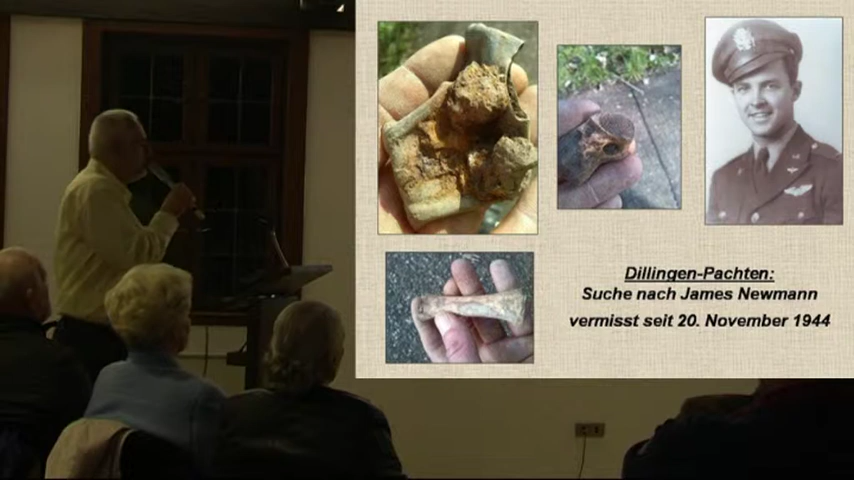 Dillingen-Pachten:
Suche nach James Newmann
vermisst seit 20. November 1944